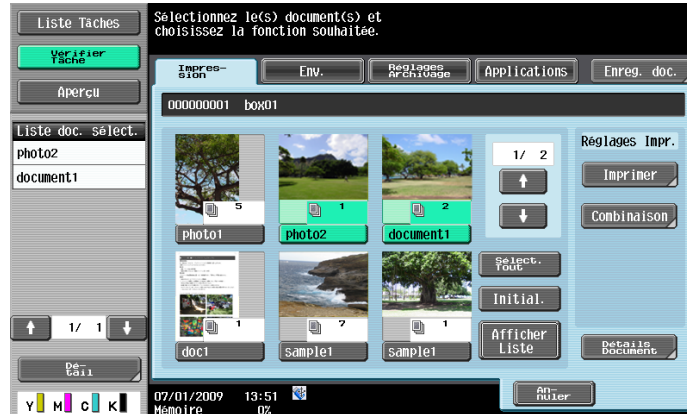 Liste Tâches
Vérifier
Tâche
Aperçu
Liste doc. sélect.
photo2
document1
1/ 1
Dé-
tail
Y M C K
Sélectionnez le(s) document(s) et
choisissez la fonction souhaitée.
Impres-
sion
Env.
Réglages
Archivage
Applications
Enreg. doc.
000000001 box01
5
photo1
1
photo2
2
document1
1
doc1
7
sample1
1
sample1
1/ 2
Sélect.
Tout
Initial.
Afficher
Liste
Réglages Impr.
Imprimer
Combinaison
Détails
Document
An-
nuler
07/01/2009 13:51
Mémoire 0%